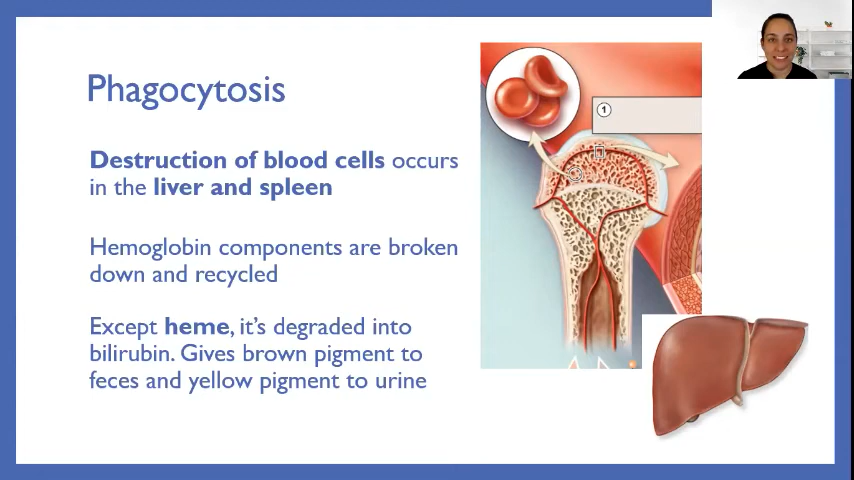 Phagocytosis
Destruction of blood cells occurs
in the liver and spleen
Hemoglobin components are broken
down and recycled
Except heme, it's degraded into
bilirubin. Gives brown pigment to
feces and yellow pigment to urine
1